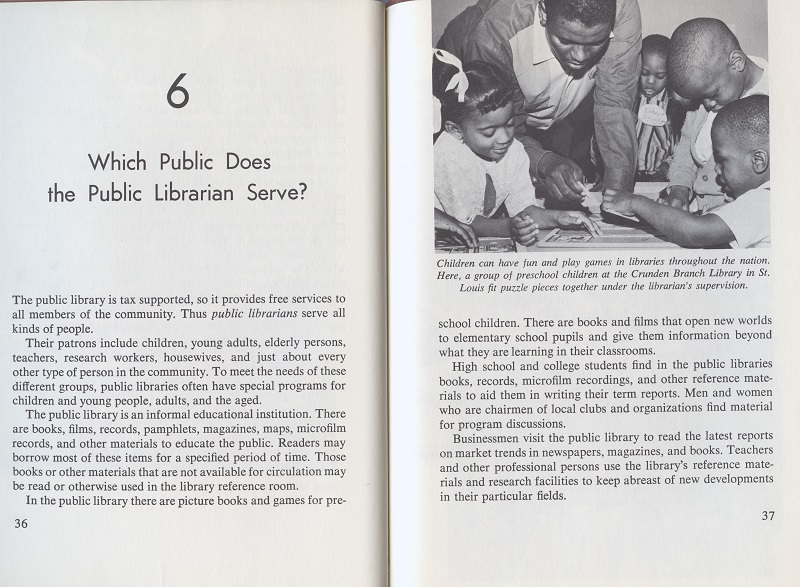 6
Which Public Does
the Public Librarian Serve?
The public library is tax supported, so it provides free services to
all members of the community. Thus public librarians serve all
kinds of people.
Their patrons include children, young adults, elderly persons,
teachers, research workers, housewives, and just about every
other type of person in the community. To meet the needs of these
different groups, public libraries often have special programs for
children and young people, adults, and the aged.
The public library is an informal educational institution. There
are books, films, records, pamphlets, magazines, maps, microfilm
records, and other materials to educate the public. Readers may
borrow most of these items for a specified period of time. Those
books or other materials that are not available for circulation may
be read or otherwise used in the library reference room.
In the public library there are picture books and games for pre-
36
Children can have fun and play games in libraries throughout the nation.
Here, a group of preschool children at the Crunden Branch Library in St.
Louis fit puzzle pieces together under the librarian's supervision.
school children. There are books and films that open new worlds
to elementary school pupils and give them information beyond
what they are learning in their classrooms.
High school and college students find in the public libraries
books, records, microfilm recordings, and other reference mate-
rials to aid them in writing their term reports. Men and women
who are chairmen of local clubs and organizations find material
for program discussions.
Businessmen visit the public library to read the latest reports
on market trends in newspapers, magazines, and books. Teachers
and other professional persons use the library's reference mate-
rials and research facilities to keep abreast of new developments
in their particular fields.
37